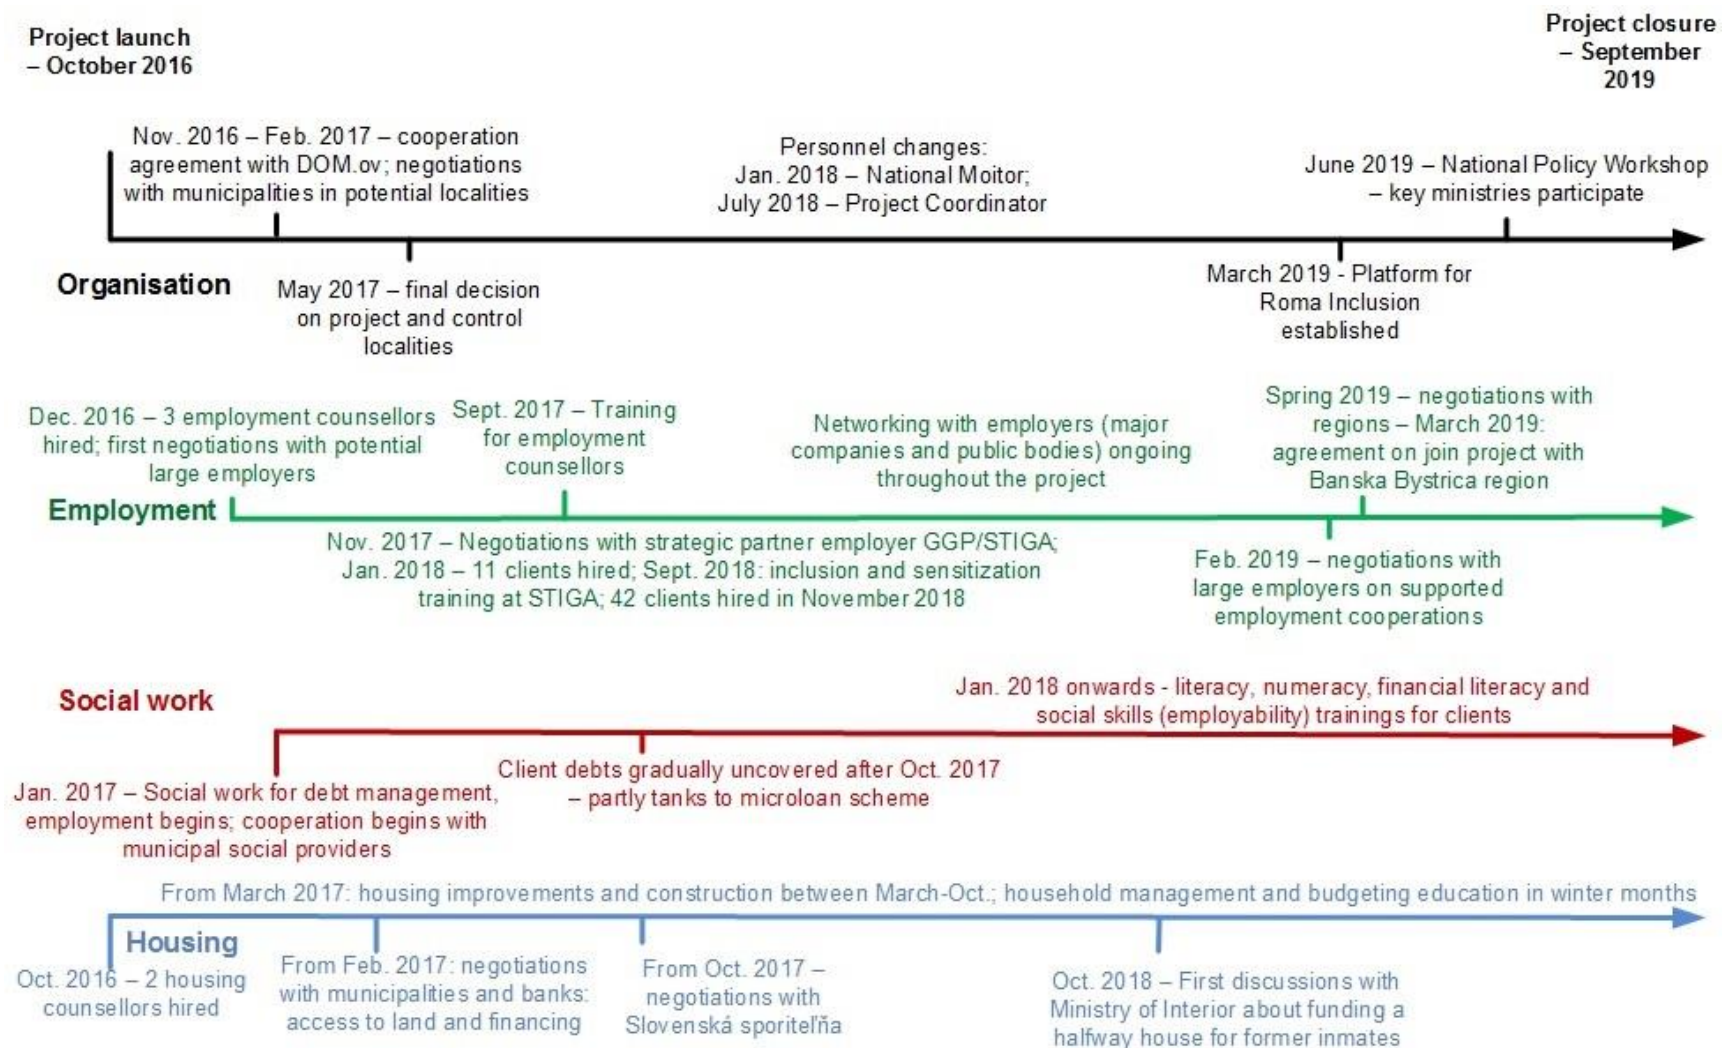 Project launch
– October 2016
Project closure
– September
2019
Nov. 2016 – Feb. 2017 – cooperation
agreement with DOM.ov; negotiations
with municipalities in potential localities
Personnel changes:
Jan. 2018 – National Moitor;
July 2018 – Project Coordinator
June 2019 – National Policy Workshop
– key ministries participate
Organisation
May 2017 – final decision
on project and control
localities
March 2019 - Platform for
Roma Inclusion
established
Dec. 2016 – 3 employment counsellors
hired; first negotiations with potential
large employers
Sept. 2017 – Training
for employment
counsellors
Networking with employers (major
companies and public bodies) ongoing
throughout the project
Spring 2019 – negotiations with
regions – March 2019:
agreement on join project with
Banska Bystrica region
Employment
Nov. 2017 – Negotiations with strategic partner employer GGP/STIGA;
Jan. 2018 – 11 clients hired; Sept. 2018: inclusion and sensitization
training at STIGA; 42 clients hired in November 2018
Feb. 2019 – negotiations with
large employers on supported
employment cooperations
Social work
Jan. 2018 onwards - literacy, numeracy, financial literacy and
social skills (employability) trainings for clients
Jan. 2017 – Social work for debt management,
employment begins; cooperation begins with
municipal social providers
Client debts gradually uncovered after Oct. 2017
– partly tanks to microloan scheme
From March 2017: housing improvements and construction between March-Oct.; household management and budgeting education in winter months
Housing
Oct. 2016 – 2 housing
counsellors hired
From Feb. 2017: negotiations
with municipalities and banks:
access to land and financing
From Oct. 2017 –
negotiations with
Slovenská sporiteľňa
Oct. 2018 – First discussions with
Ministry of Interior about funding a
halfway house for former inmates